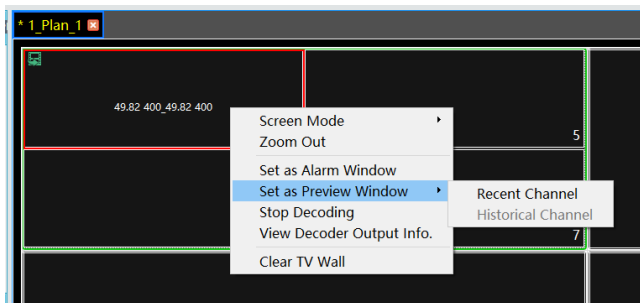 * 1_Plan_1
49.82 400_49.82 400
Screen Mode
Zoom Out
5
Set as Alarm Window
Set as Preview Window
Recent Channel
Stop Decoding
Historical Channel
View Decoder Output Info.
7
Clear TV Wall